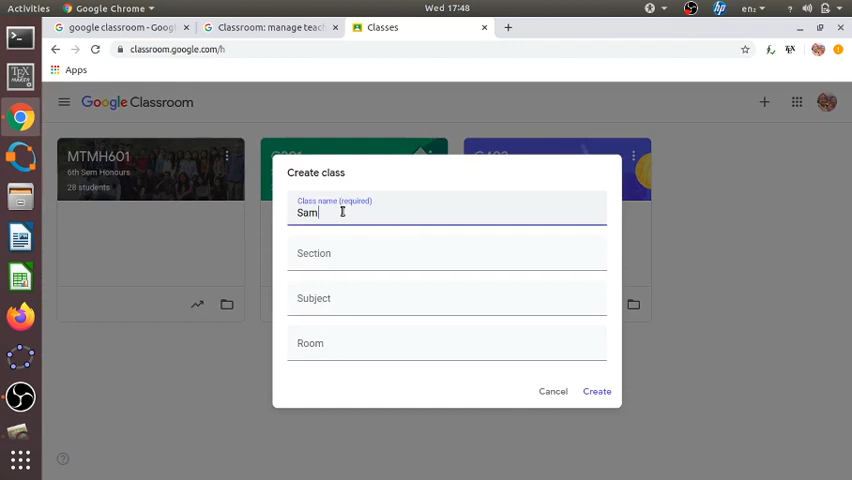 Activities
Google Chrome
Wed 17:48
en₂
google classroom - Goog
Classroom: manage teach
Classes
classroom.google.com/h
Apps
Google Classroom
MTMH601
6th Sem Honours
28 students
Create class
Class name (required)
Sam
Section
Subject
Room
Cancel
Create